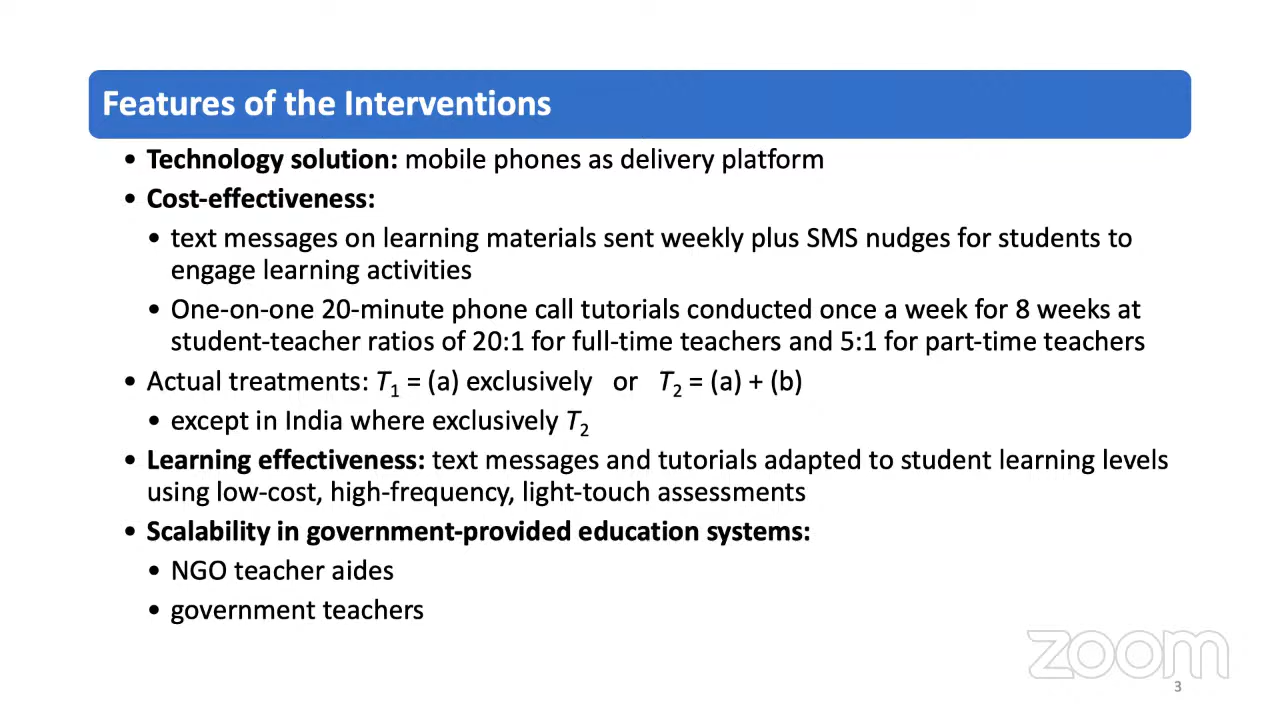 Features of the Interventions
• Technology solution: mobile phones as delivery platform
• Cost-effectiveness:
• text messages on learning materials sent weekly plus SMS nudges for students to
engage learning activities
• One-on-one 20-minute phone call tutorials conducted once a week for 8 weeks at
student-teacher ratios of 20:1 for full-time teachers and 5:1 for part-time teachers
• Actual treatments: T₁ = (a) exclusively or T₂ = (a) + (b)
• except in India where exclusively T₂
• Learning effectiveness: text messages and tutorials adapted to student learning levels
using low-cost, high-frequency, light-touch assessments
• Scalability in government-provided education systems:
• NGO teacher aides
• government teachers
zoom
3